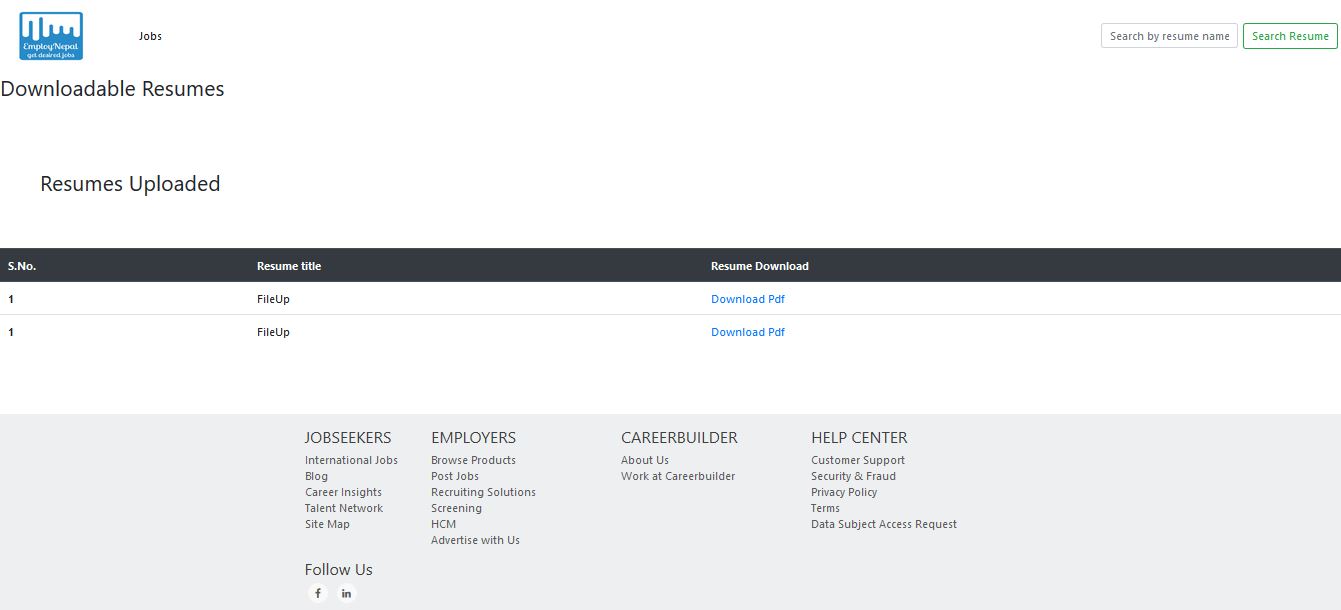 EmployNepal
get desired jobs
Jobs
Search by resume name
Search Resume
Downloadable Resumes
Resumes Uploaded
S.No. Resume title Resume Download
1 FileUp Download Pdf
1 FileUp Download Pdf
JOBSEEKERS EMPLOYERS CAREERBUILDER HELP CENTER
International Jobs Browse Products About Us Customer Support
Blog Post Jobs Work at Careerbuilder Security & Fraud
Career Insights Recruiting Solutions Privacy Policy
Talent Network Screening Terms
Site Map HCM Data Subject Access Request
Advertise with Us
Follow Us
f in